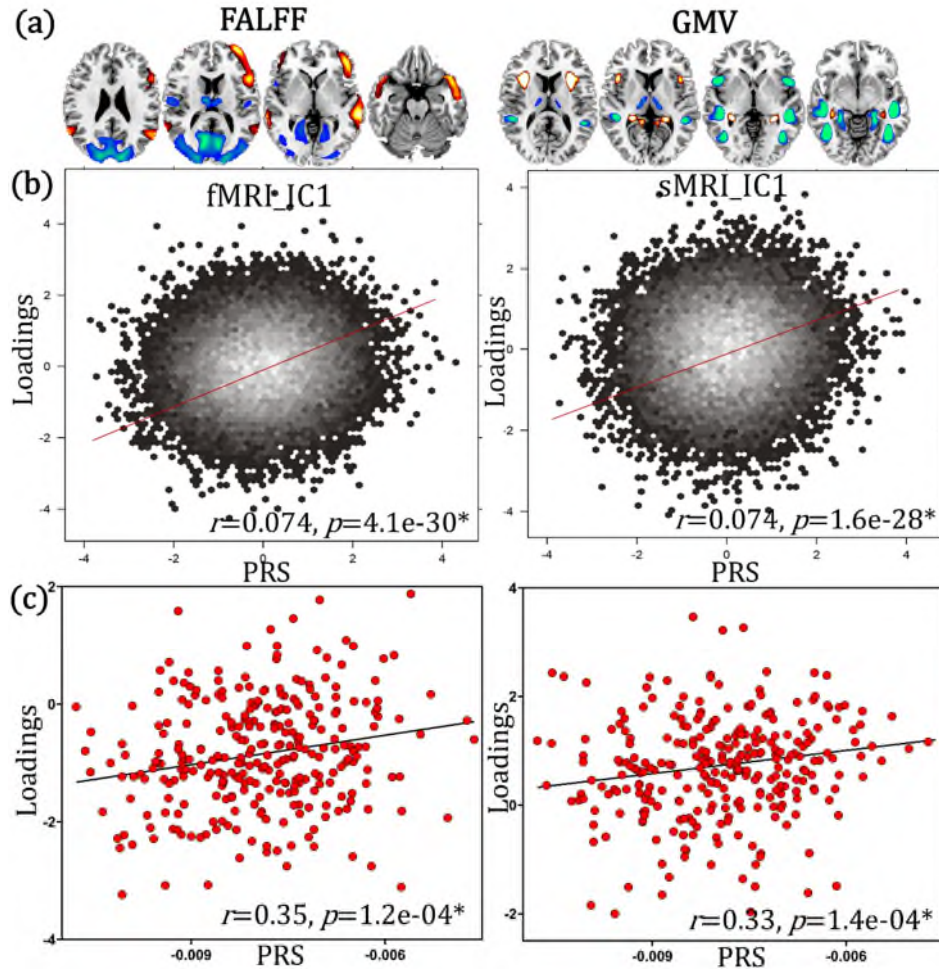 (a) FALFF GMV
(b) fMRI_IC1 sMRI_IC1
4
2
0
-2
-4
Loadings
4
2
0
-2
-4
Loadings
r=0.074, p=4.1e-30* r=0.074, p=1.6e-28*
-4 -2 0 2 4 -4 -2 0 2 4
PRS PRS
(c)
2
0
-2
-4
Loadings
4
2
0
-2
Loadings
r=0.35, p=1.2e-04* r=0.33, p=1.4e-04*
-0.009 -0.006 -0.009 -0.006
PRS PRS